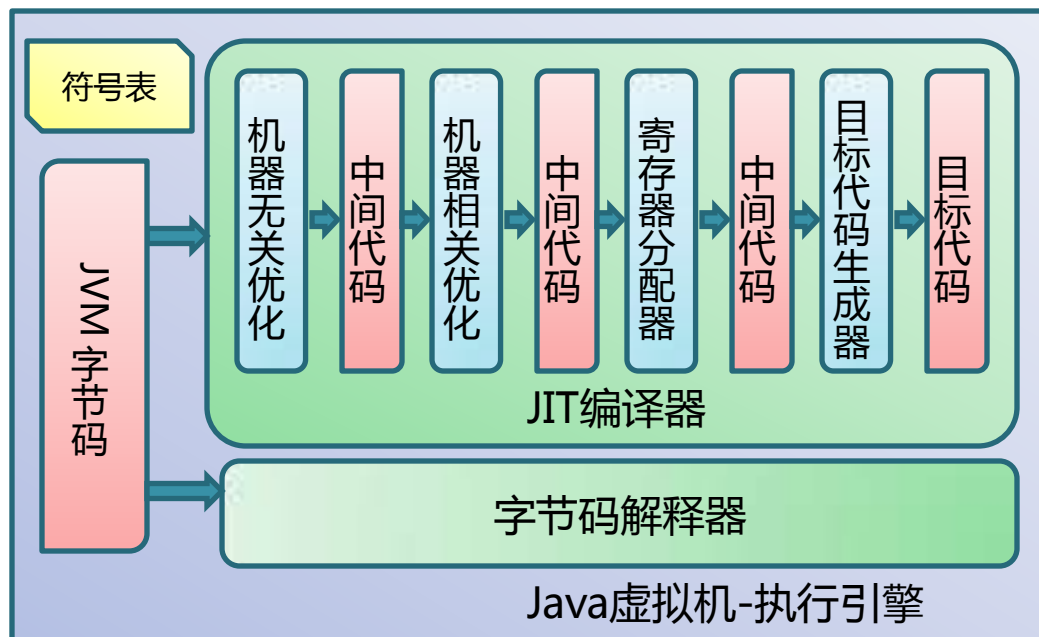 符号表
JVM 字节码
机器无关优化
中间代码
机器相关优化
中间代码
寄存器分配器
中间代码
目标代码生成器
目标代码
JIT编译器
字节码解释器
Java虚拟机-执行引擎